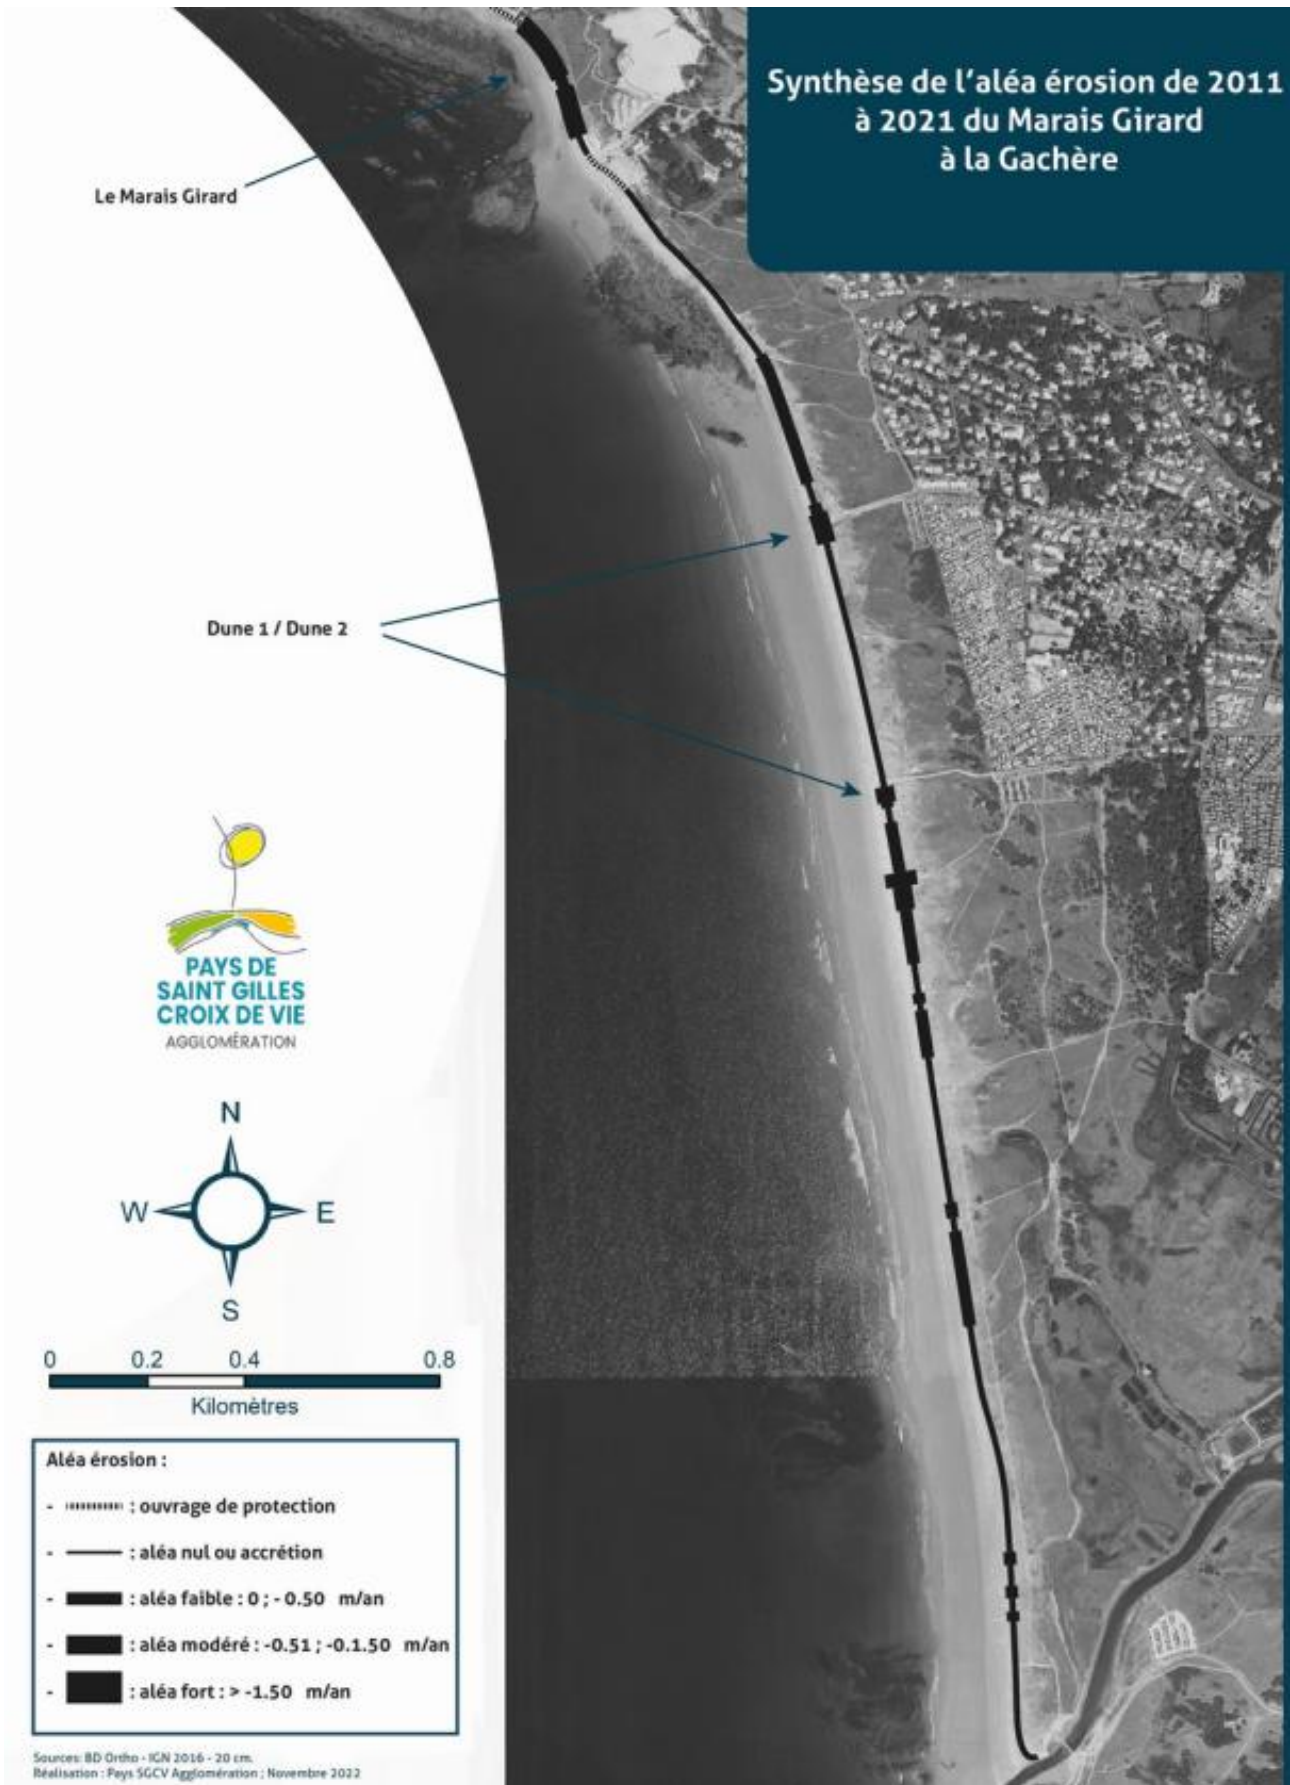 Synthèse de l'aléa érosion de 2011
à 2021 du Marais Girard
à la Gachère
Le Marais Girard
Dune 1 / Dune 2
PAYS DE
SAINT GILLES
CROIX DE VIE
AGGLOMÉRATION
N
W E
S
0 0.2 0.4 0.8
Kilomètres
Aléa érosion :
- : ouvrage de protection
- : aléa nul ou accrétion
- : aléa faible : 0 ; - 0.50 m/an
- : aléa modéré : -0.51 ; -0.1.50 m/an
- : aléa fort : > -1.50 m/an
Sources: BD Ortho - IGN 2016 - 20 cm.
Réalisation : Pays SGCV Agglomération ; Novembre 2022